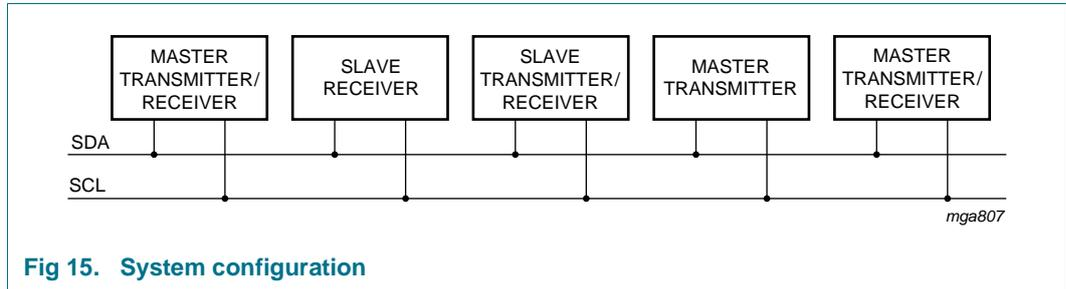 MASTER
TRANSMITTER/
RECEIVER
SLAVE
RECEIVER
SLAVE
TRANSMITTER/
RECEIVER
MASTER
TRANSMITTER
MASTER
TRANSMITTER/
RECEIVER
SDA
SCL
mga807
Fig 15. System configuration